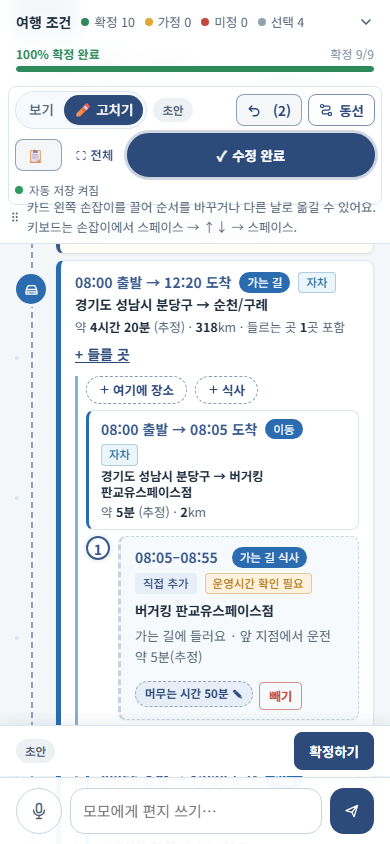 여행 조건 확정 10 가정 0 미정 0 선택 4
100% 확정 완료 확정 9/9
보기 고치기 초안 (2) 동선
전체 ✓ 수정 완료
자동 저장 켜짐
카드 왼쪽 손잡이를 끌어 순서를 바꾸거나 다른 날로 옮길 수 있어요.
키보드는 손잡이에서 스페이스 → ↑↓ → 스페이스.
08:00 출발 → 12:20 도착 가는 길 자차
경기도 성남시 분당구 → 순천/구례
약 4시간 20분 (추정) · 318km · 들르는 곳 1곳 포함
+ 들를 곳
+ 여기에 장소 + 식사
08:00 출발 → 08:05 도착 이동
자차
경기도 성남시 분당구 → 버거킹
판교유스페이스점
약 5분 (추정) · 2km
1 08:05–08:55 가는 길 식사
직접 추가 운영시간 확인 필요
버거킹 판교유스페이스점
가는 길에 들러요 · 앞 지점에서 운전
약 5분(추정)
머무는 시간 50분 빼기
초안 확정하기
모모에게 편지 쓰기…